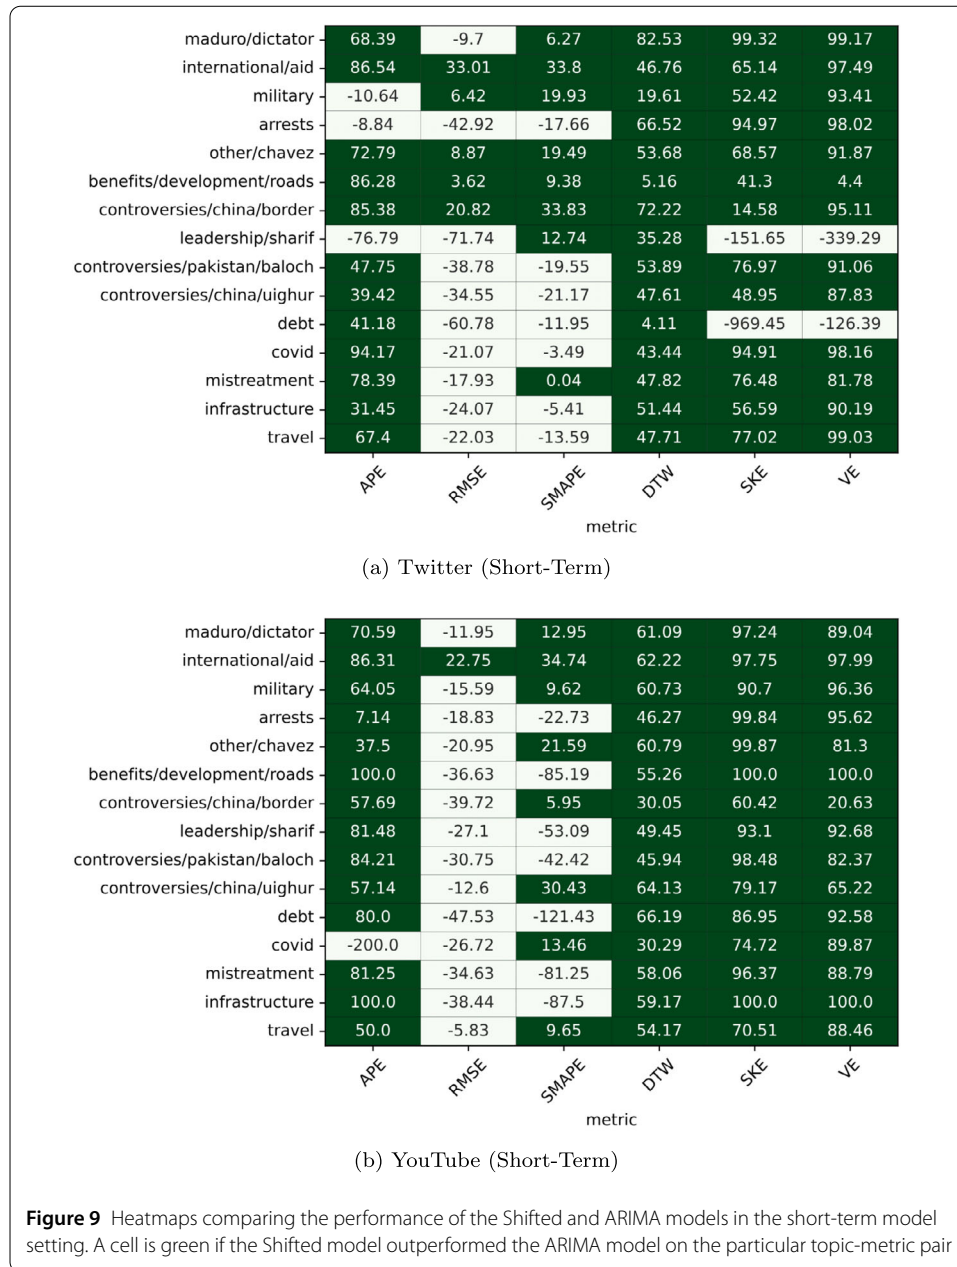 maduro/dictator 68.39 -9.7 6.27 82.53 99.32 99.17
international/aid 86.54 33.01 33.8 46.76 65.14 97.49
military -10.64 6.42 19.93 19.61 52.42 93.41
arrests -8.84 -42.92 -17.66 66.52 94.97 98.02
other/chavez 72.79 8.87 19.49 53.68 68.57 91.87
benefits/development/roads 86.28 3.62 9.38 5.16 41.3 4.4
controversies/china/border 85.38 20.82 33.83 72.22 14.58 95.11
leadership/sharif -76.79 -71.74 12.74 35.28 -151.65 -339.29
controversies/pakistan/baloch 47.75 -38.78 -19.55 53.89 76.97 91.06
controversies/china/uighur 39.42 -34.55 -21.17 47.61 48.95 87.83
debt 41.18 -60.78 -11.95 4.11 -969.45 -126.39
covid 94.17 -21.07 -3.49 43.44 94.91 98.16
mistreatment 78.39 -17.93 0.04 47.82 76.48 81.78
infrastructure 31.45 -24.07 -5.41 51.44 56.59 90.19
travel 67.4 -22.03 -13.59 47.71 77.02 99.03
APE RMSE SMAPE DTW SKE VE
metric
(a) Twitter (Short-Term)
maduro/dictator 70.59 -11.95 12.95 61.09 97.24 89.04
international/aid 86.31 22.75 34.74 62.22 97.75 97.99
military 64.05 -15.59 9.62 60.73 90.7 96.36
arrests 7.14 -18.83 -22.73 46.27 99.84 95.62
other/chavez 37.5 -20.95 21.59 60.79 99.87 81.3
benefits/development/roads 100.0 -36.63 -85.19 55.26 100.0 100.0
controversies/china/border 57.69 -39.72 5.95 30.05 60.42 20.63
leadership/sharif 81.48 -27.1 -53.09 49.45 93.1 92.68
controversies/pakistan/baloch 84.21 -30.75 -42.42 45.94 98.48 82.37
controversies/china/uighur 57.14 -12.6 30.43 64.13 79.17 65.22
debt 80.0 -47.53 -121.43 66.19 86.95 92.58
covid -200.0 -26.72 13.46 30.29 74.72 89.87
mistreatment 81.25 -34.63 -81.25 58.06 96.37 88.79
infrastructure 100.0 -38.44 -87.5 59.17 100.0 100.0
travel 50.0 -5.83 9.65 54.17 70.51 88.46
APE RMSE SMAPE DTW SKE VE
metric
(b) YouTube (Short-Term)
Figure 9 Heatmaps comparing the performance of the Shifted and ARIMA models in the short-term model
setting. A cell is green if the Shifted model outperformed the ARIMA model on the particular topic-metric pair